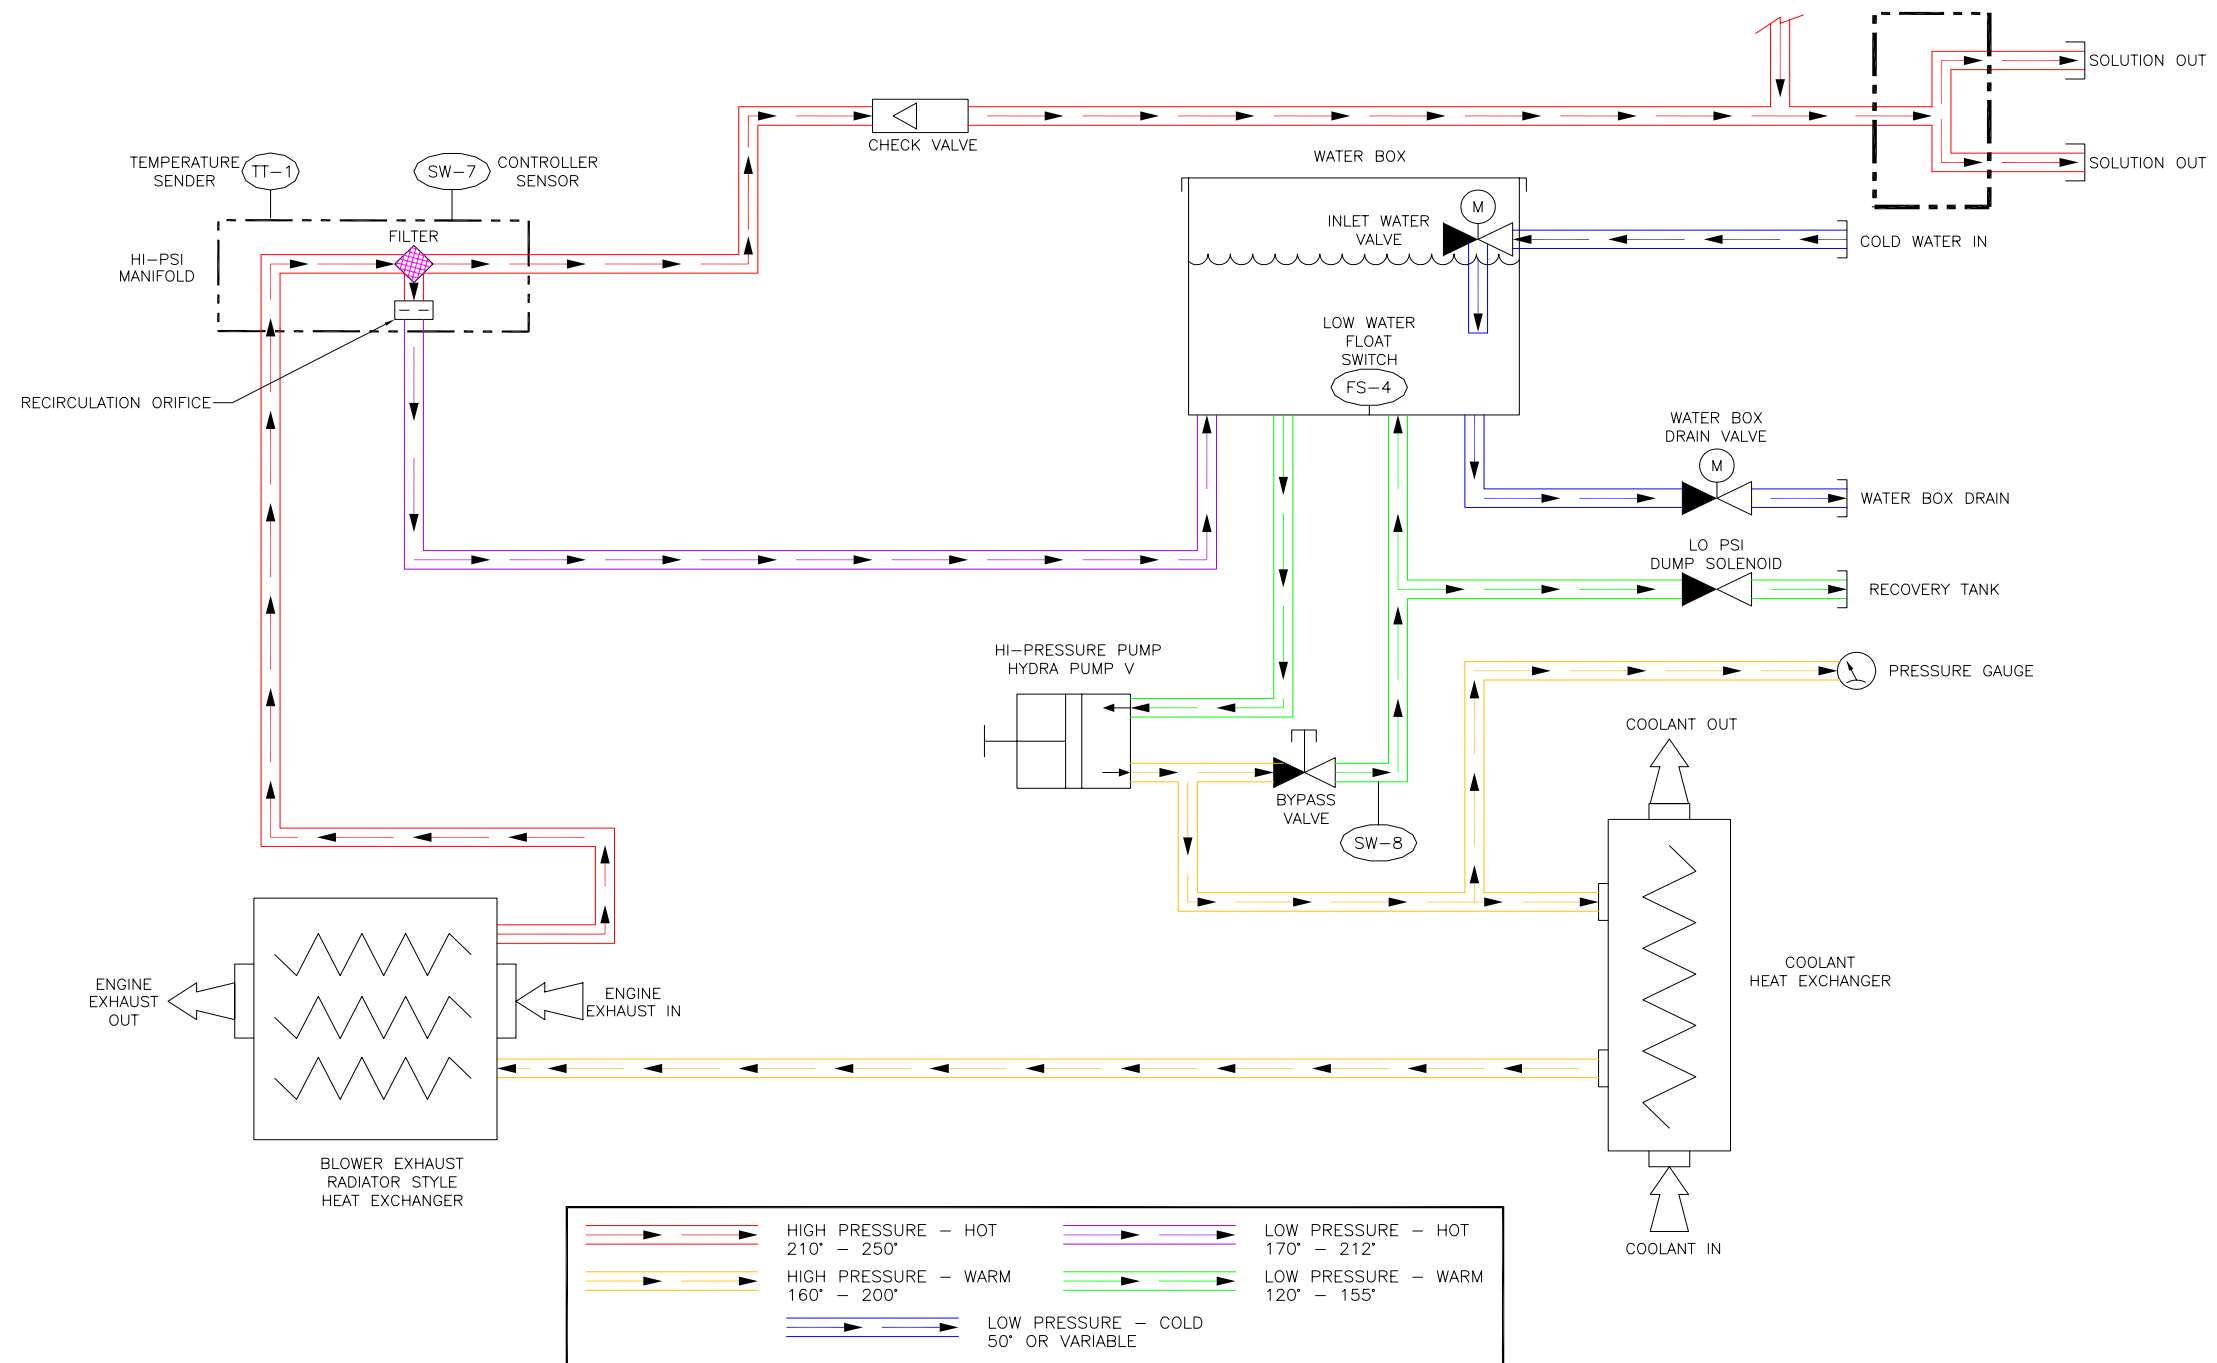 SOLUTION OUT
CHECK VALVE
WATER BOX
TEMPERATURE
SENDER
TT-1
SW-7
CONTROLLER
SENSOR
SOLUTION OUT
M
INLET WATER
VALVE
FILTER
COLD WATER IN
HI-PSI
MANIFOLD
LOW WATER
FLOAT
SWITCH
FS-4
RECIRCULATION ORIFICE
WATER BOX
DRAIN VALVE
M
WATER BOX DRAIN
LO PSI
DUMP SOLENOID
RECOVERY TANK
HI-PRESSURE PUMP
HYDRA PUMP V
PRESSURE GAUGE
COOLANT OUT
BYPASS
VALVE
SW-8
COOLANT
HEAT EXCHANGER
ENGINE
EXHAUST
OUT
ENGINE
EXHAUST IN
BLOWER EXHAUST
RADIATOR STYLE
HEAT EXCHANGER
COOLANT IN
HIGH PRESSURE - HOT
210° - 250°
LOW PRESSURE - HOT
170° - 212°
HIGH PRESSURE - WARM
160° - 200°
LOW PRESSURE - WARM
120° - 155°
LOW PRESSURE - COLD
50° OR VARIABLE